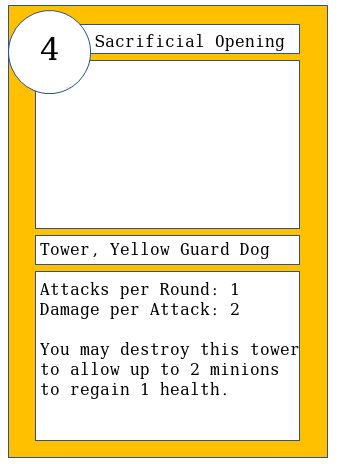 4
Sacrificial Opening
Tower, Yellow Guard Dog
Attacks per Round: 1
Damage per Attack: 2
You may destroy this tower
to allow up to 2 minions
to regain 1 health.